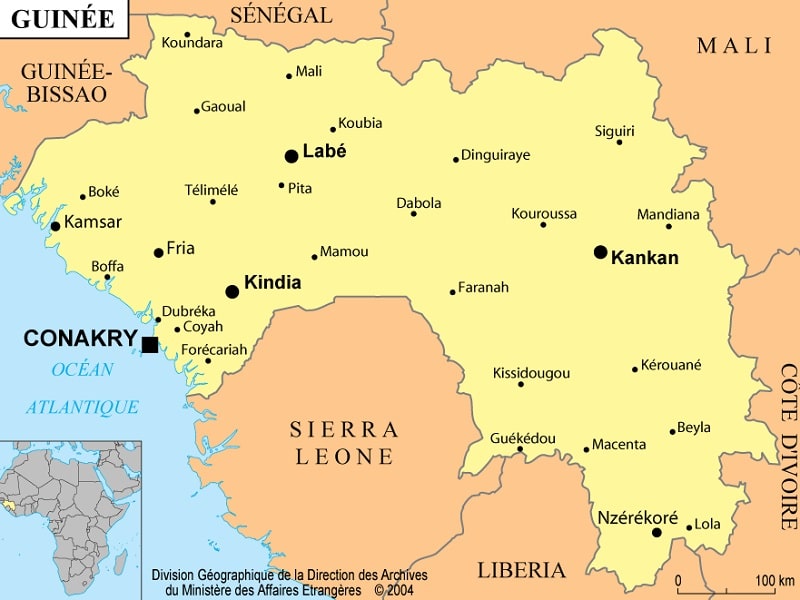 GUINÉE
SÉNÉGAL
MALI
GUINÉE-
BISSAO
Koundara
Mali
Gaoual
Koubia
Siguiri
Labé
Dinguiraye
Boké
Télimélé
Pita
Dabola
Kouroussa
Mandiana
Kamsar
Fria
Mamou
Kankan
Boffa
Kindia
Faranah
Dubréka
Coyah
CONAKRY
Forécariah
OCÉAN
ATLANTIQUE
Kissidougou
Kérouané
CÔTE D'IVOIRE
SIERRA
LEONE
Guékédou
Macenta
Beyla
Nzérékoré
Lola
LIBERIA
Division Géographique de la Direction des Archives
du Ministère des Affaires Etrangères © 2004
0 100 km